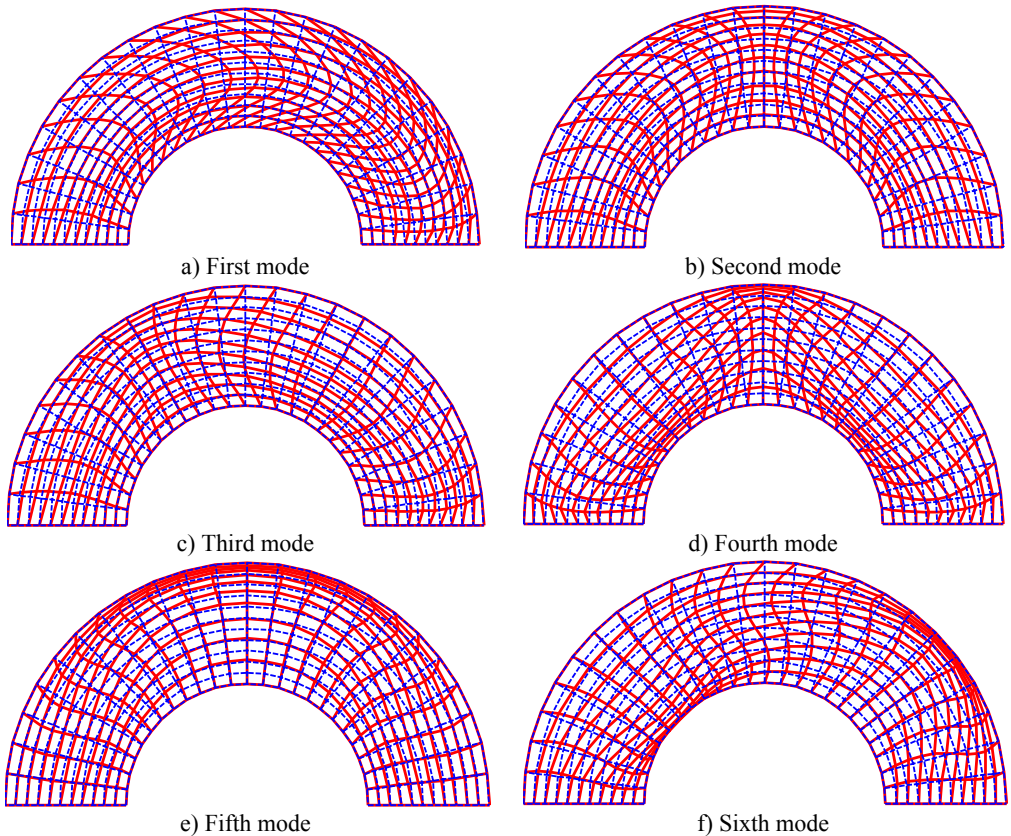 a) First mode
b) Second mode
c) Third mode
d) Fourth mode
e) Fifth mode
f) Sixth mode